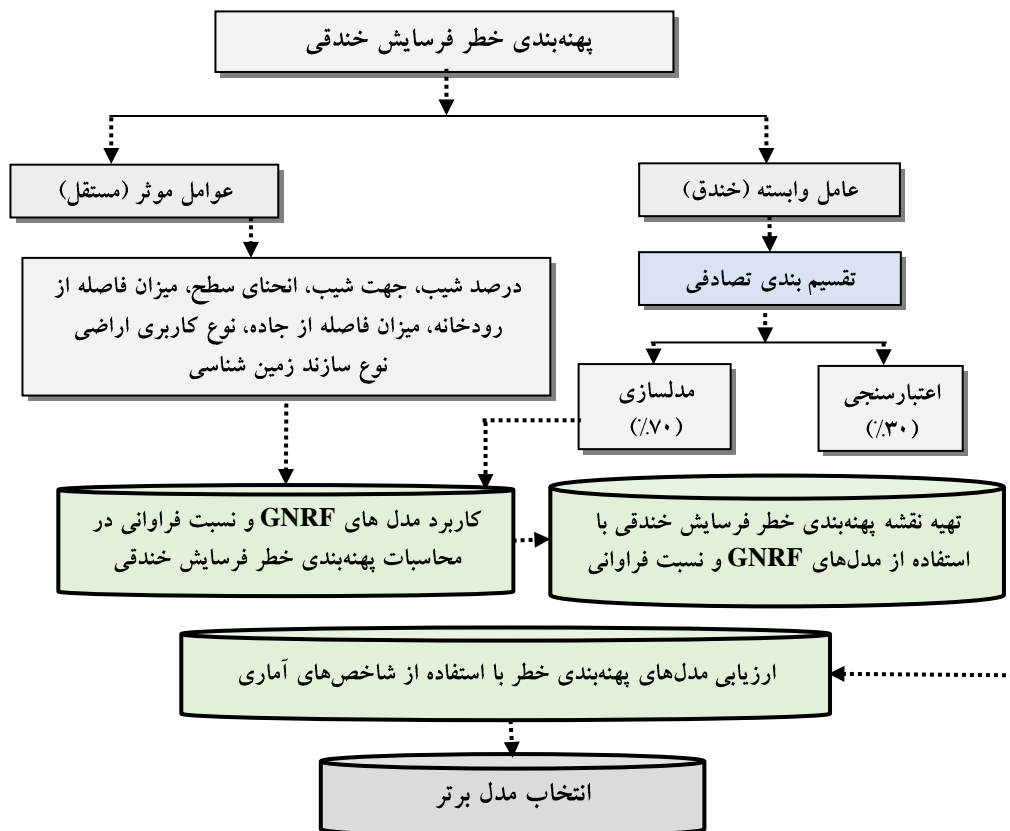 پهنه‌بندی خطر فرسایش خندقی
عامل وابسته (خندق)
عوامل موثر (مستقل)
تقسیم بندی تصادفی
درصد شیب، جهت شیب، انحنای سطح، میزان فاصله از
رودخانه، میزان فاصله از جاده، نوع کاربری اراضی
نوع سازند زمین شناسی
اعتبارسنجی
(٪۳۰)
مدلسازی
(٪۷۰)
کاربرد مدل های GNRF و نسبت فراوانی در
محاسبات پهنه‌بندی خطر فرسایش خندقی
تهیه نقشه پهنه‌بندی خطر فرسایش خندقی با
استفاده از مدل‌های GNRF و نسبت فراوانی
ارزیابی مدل‌های پهنه‌بندی خطر با استفاده از شاخص‌های آماری
انتخاب مدل برتر